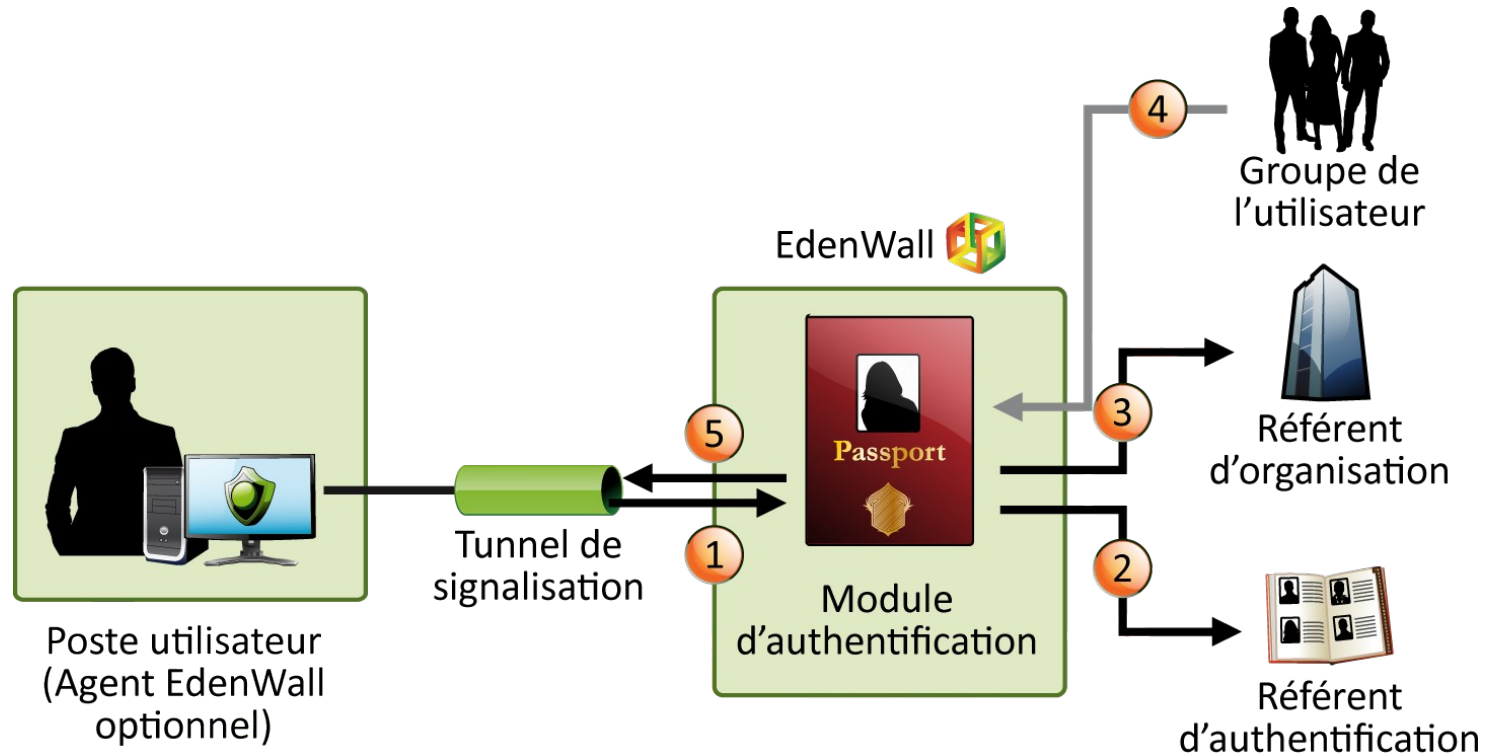 4
Groupe de
l'utilisateur
EdenWall
3
Référent
d'organisation
5
Passport
1
Tunnel de
signalisation
2
Module
d'authentification
Poste utilisateur
(Agent EdenWall
optionnel)
Référent
d'authentification